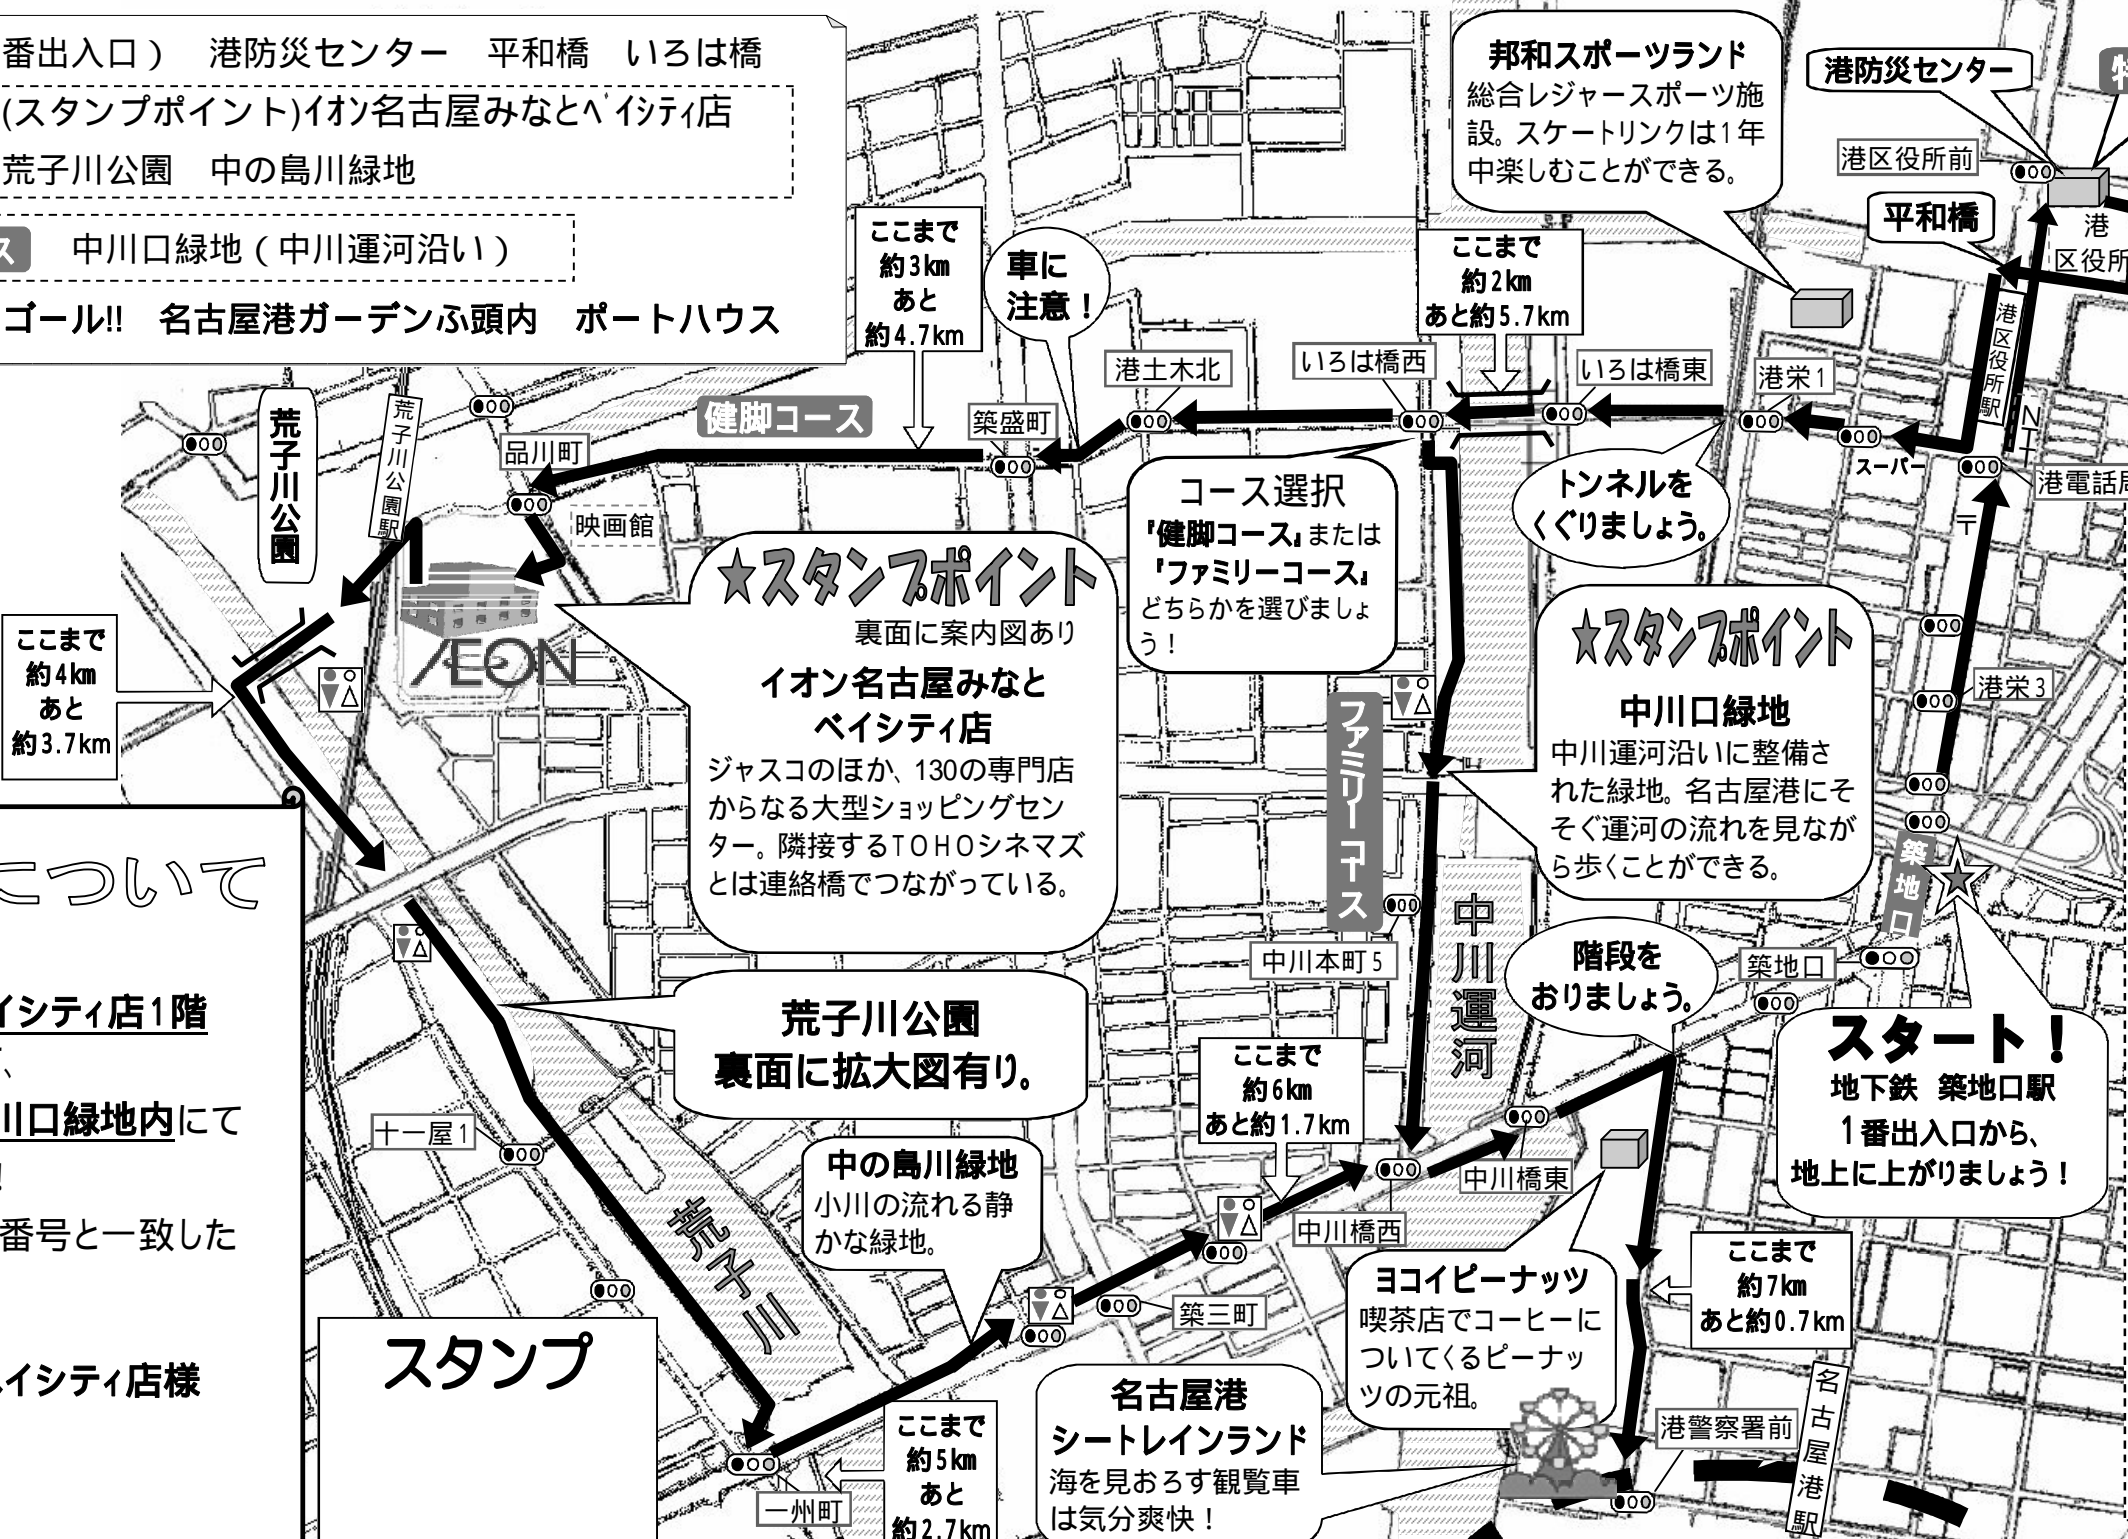 番出入口）　港防災センター　平和橋　いろは橋
(スタンプポイント)ｲｵﾝ名古屋みなとﾍﾞｲｼﾃｨ店
荒子川公園　中の島川緑地
ス　中川口緑地（中川運河沿い）
ゴール!!　名古屋港ガーデンふ頭内　ポートハウス
邦和スポーツランド
総合レジャースポーツ施
設。スケートリンクは1年
中楽しむことができる。
港防災センター
港区役所前
平和橋
港
区役所
港区役所駅
NTT
ここまで
約3km
あと
約4.7km
車に
注意！
ここまで
約2km
あと約5.7km
港土木北
いろは橋西
いろは橋東
港栄1
スーパー
港電話局
〒
荒子川公園
荒子川公園駅
健脚コース
築盛町
品川町
映画館
コース選択
『健脚コース』または
『ファミリーコース』
どちらかを選びましょ
う！
トンネルを
くぐりましょう。
★スタンプポイント
裏面に案内図あり
イオン名古屋みなと
ベイシティ店
ジャスコのほか、130の専門店
からなる大型ショッピングセン
ター。隣接するTOHOシネマズ
とは連絡橋でつながっている。
ÆON
★スタンプポイント
中川口緑地
中川運河沿いに整備さ
れた緑地。名古屋港にそ
そぐ運河の流れを見なが
ら歩くことができる。
港栄3
ここまで
約4km
あと
約3.7km
ファミリーコース
築地口
中川本町5
中川運河
階段を
おりましょう。
築地口
スタート！
地下鉄　築地口駅
1番出入口から、
地上に上がりましょう！
について
イシティ店1階
、
川口緑地内にて
！
番号と一致した
ベイシティ店様
荒子川公園
裏面に拡大図有り。
十一屋1
荒子川
中の島川緑地
小川の流れる静
かな緑地。
ここまで
約6km
あと約1.7km
中川橋東
中川橋西
築三町
ヨコイピーナッツ
喫茶店でコーヒーに
ついてくるピーナッ
ツの元祖。
ここまで
約7km
あと約0.7km
スタンプ
名古屋港
シートレインランド
海を見おろす観覧車
は気分爽快！
港警察署前
名古屋港駅
一州町
ここまで
約5km
あと
約2.7km